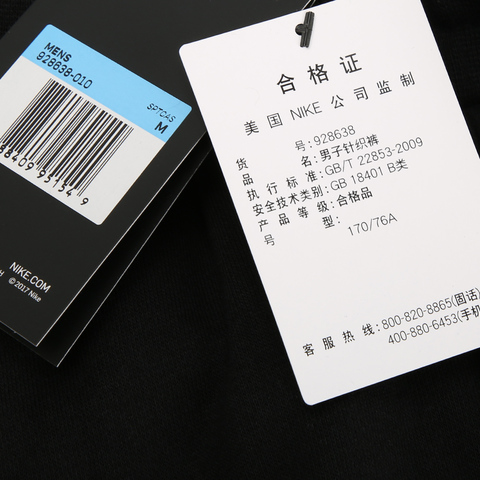 MENS
928638-010
SPTCAS
M
NIKE.COM
© 2017 Nike
合格证
美国 NIKE 公司监制
货 号:928638
品 名:男子针织裤
执行标准:GB/T 22853-2009
安全技术类别:GB 18401 B类
产品等级:合格品
号 型:
170/76A
客服热线:800-820-8865(固话)
400-880-6453(手机